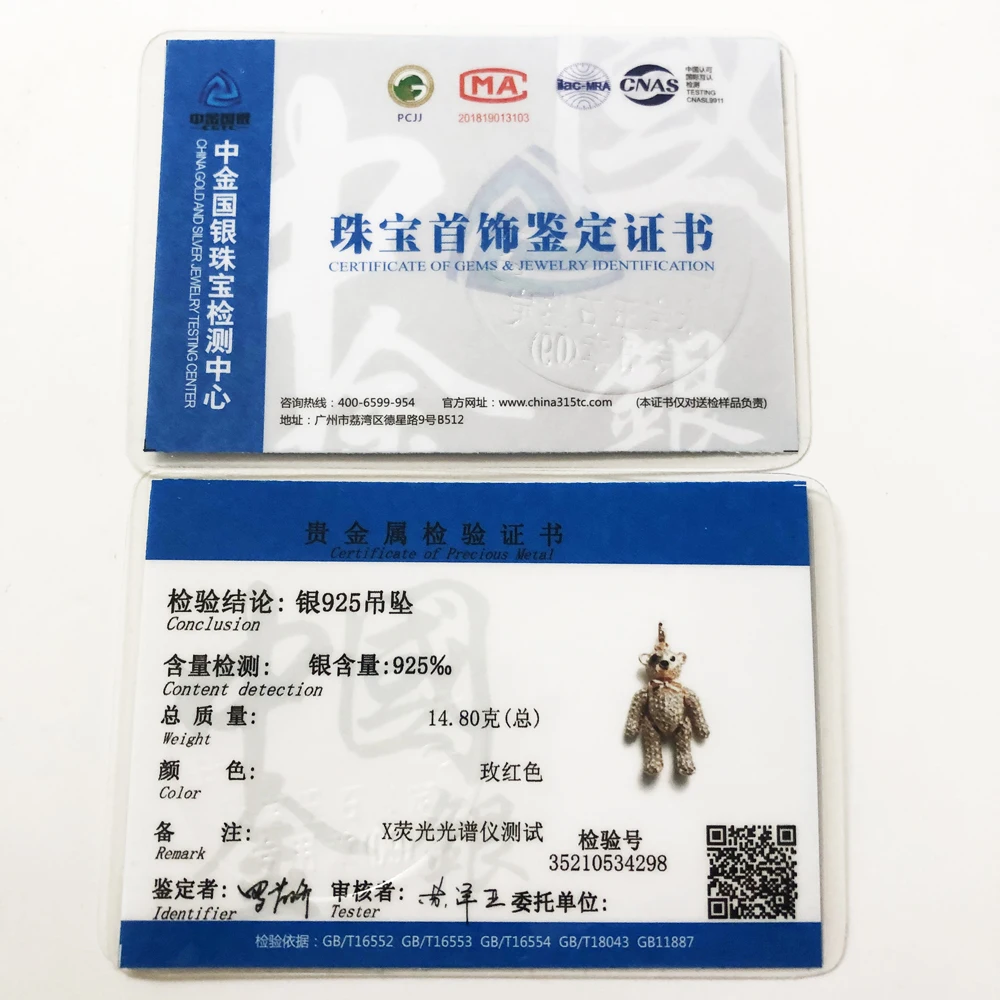 中金国银
CGTC
中金国银珠宝检测中心
CHINA GOLD AND SILVER JEWELRY TESTING CENTER
PCJJ
MA
201819013103
ilac-MRA
CNAS
中国认可
国际互认
检测
TESTING
CNASL9911
珠宝首饰鉴定证书
CERTIFICATE OF GEMS & JEWELRY IDENTIFICATION
咨询热线：400-6599-954 官方网址：www.china315tc.com (本证书仅对送检样品负责)
地址：广州市荔湾区德星路9号B512
贵金属检验证书
Certificate of Precious Metal
检验结论: 银925吊坠
Conclusion
含量检测: 银含量:925‰
Content detection
总质量: 14.80克(总)
Weight
颜色: 玫红色
Color
备注: X荧光光谱仪测试
Remark
检验号
35210534298
鉴定者: 审核者: 委托单位:
Identifier Tester
检验依据：GB/T16552 GB/T16553 GB/T16554 GB/T18043 GB11887